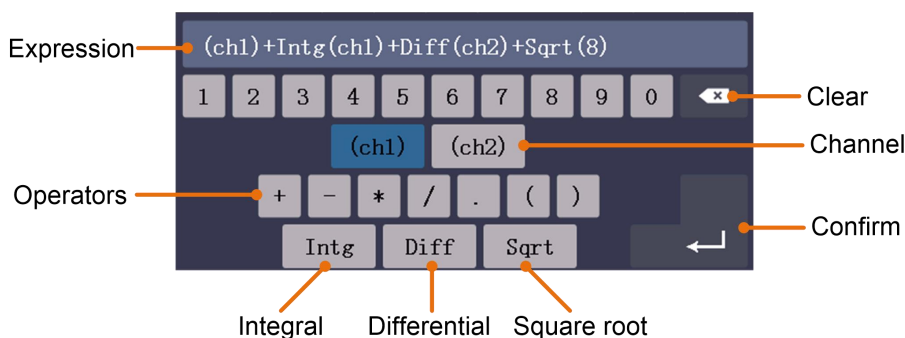 Expression
(ch1)+Intg(ch1)+Diff(ch2)+Sqrt(8)
1 2 3 4 5 6 7 8 9 0
Clear
(ch1) (ch2)
Channel
Operators
+ - * / . ( )
Confirm
Intg Diff Sqrt
Integral Differential Square root